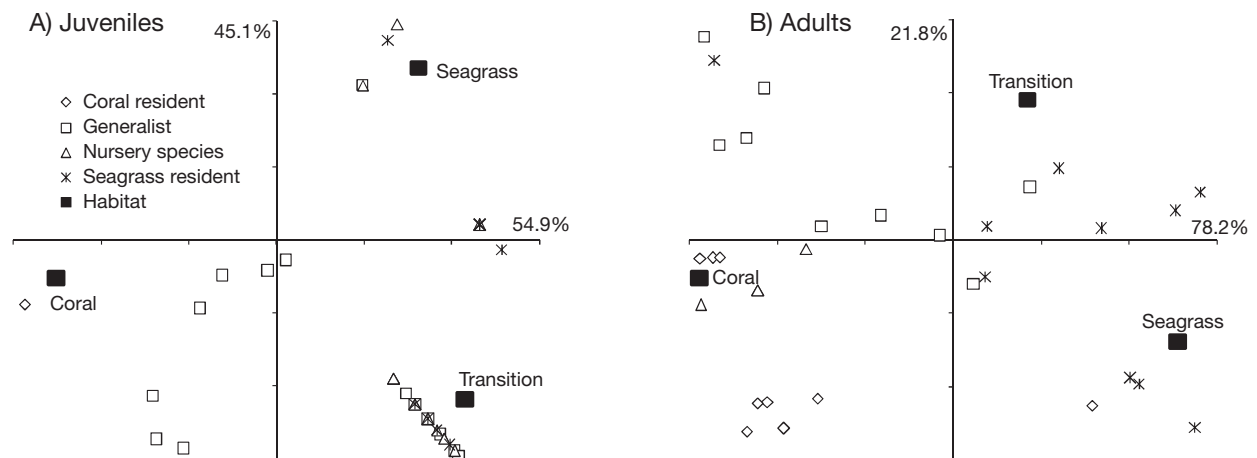 A) Juveniles
45.1%
Seagrass
Coral resident
Generalist
Nursery species
Seagrass resident
Habitat
54.9%
Coral
Transition
B) Adults
21.8%
Transition
78.2%
Coral
Seagrass